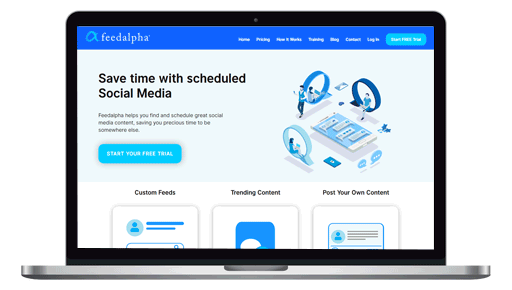 feedalpha
Home Pricing How It Works Training Blog Contact Log In Start FREE Trial
Save time with scheduled
Social Media
Feedalpha helps you find and schedule great social
media content, saving you precious time to be
somewhere else.
START YOUR FREE TRIAL
Custom Feeds Trending Content Post Your Own Content